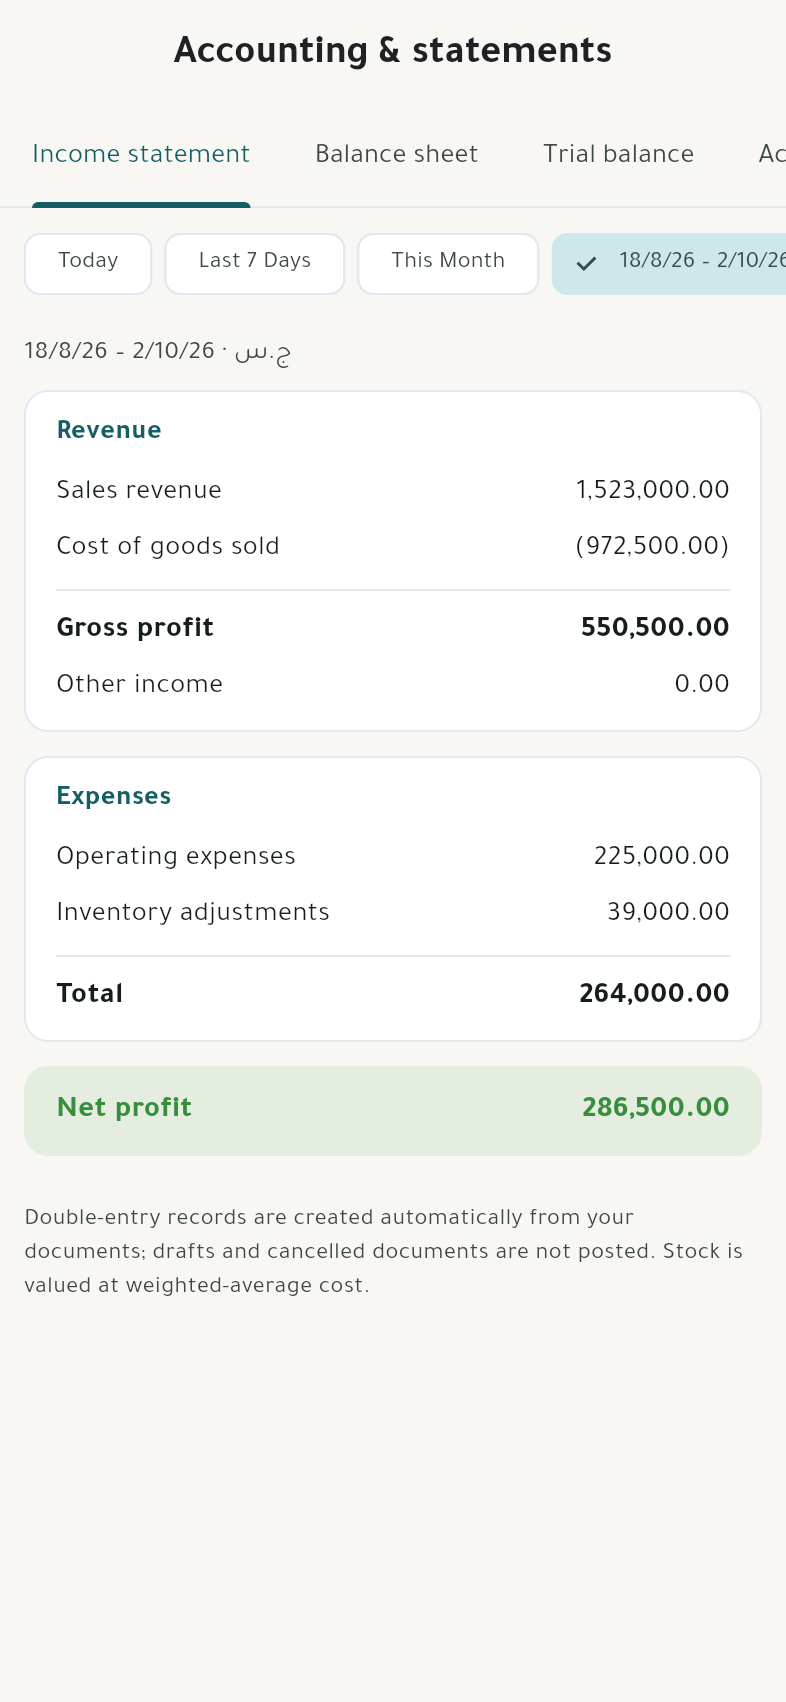 Accounting & statements
Income statement Balance sheet Trial balance Ac
Today Last 7 Days This Month 18/8/26 – 2/10/26
18/8/26 – 2/10/26 · ج.س
Revenue
Sales revenue 1,523,000.00
Cost of goods sold (972,500.00)
Gross profit 550,500.00
Other income 0.00
Expenses
Operating expenses 225,000.00
Inventory adjustments 39,000.00
Total 264,000.00
Net profit 286,500.00
Double-entry records are created automatically from your
documents; drafts and cancelled documents are not posted. Stock is
valued at weighted-average cost.